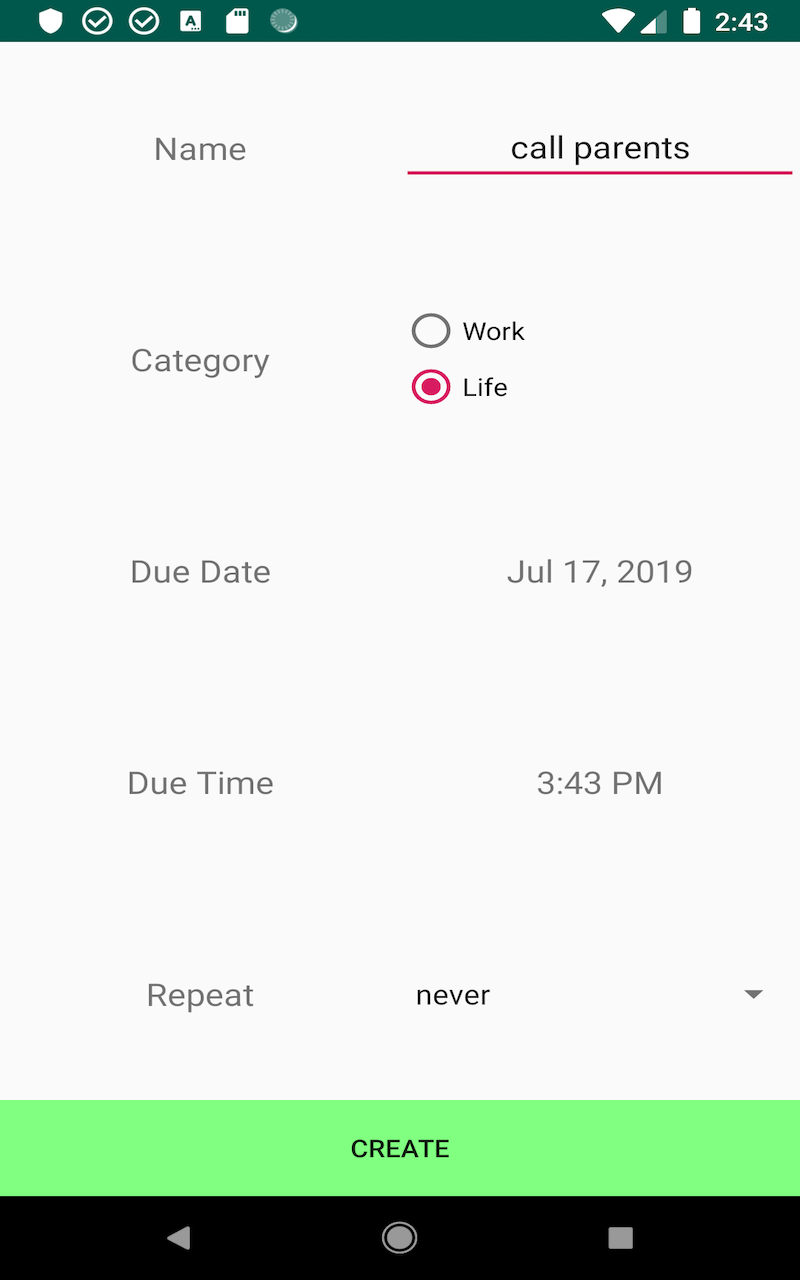 2:43
Name
call parents
Category
Work
Life
Due Date
Jul 17, 2019
Due Time
3:43 PM
Repeat
never
CREATE